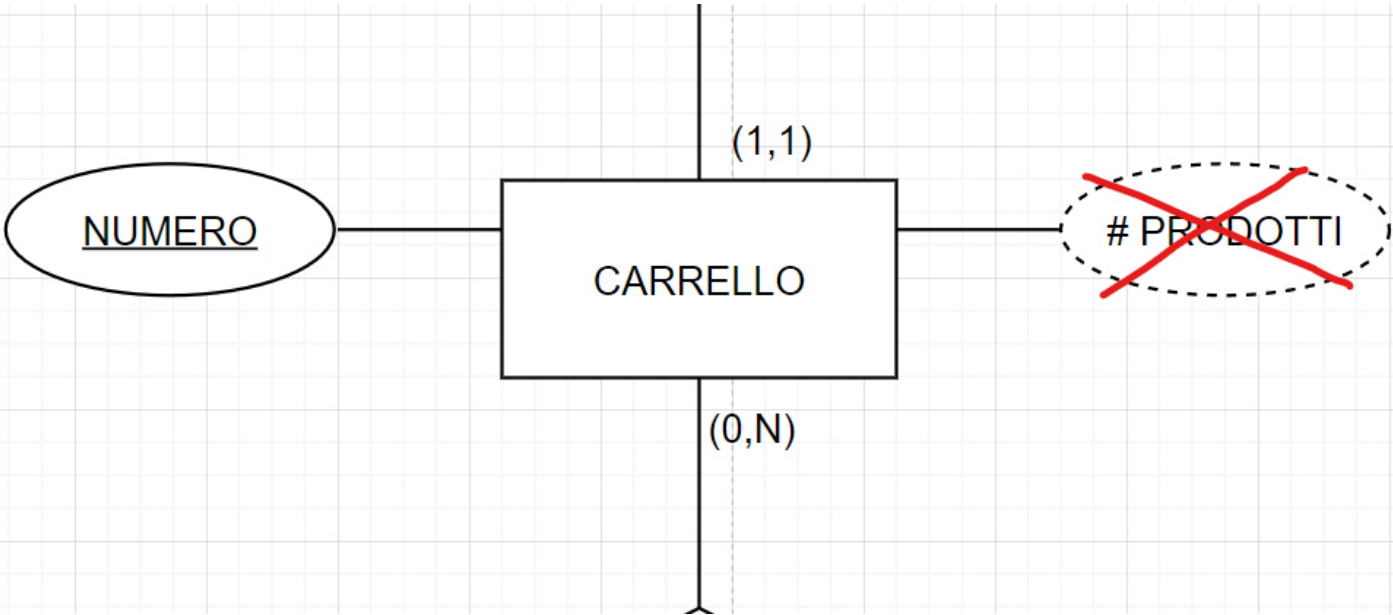 (1,1)
NUMERO
# PRODOTTI
CARRELLO
(0,N)